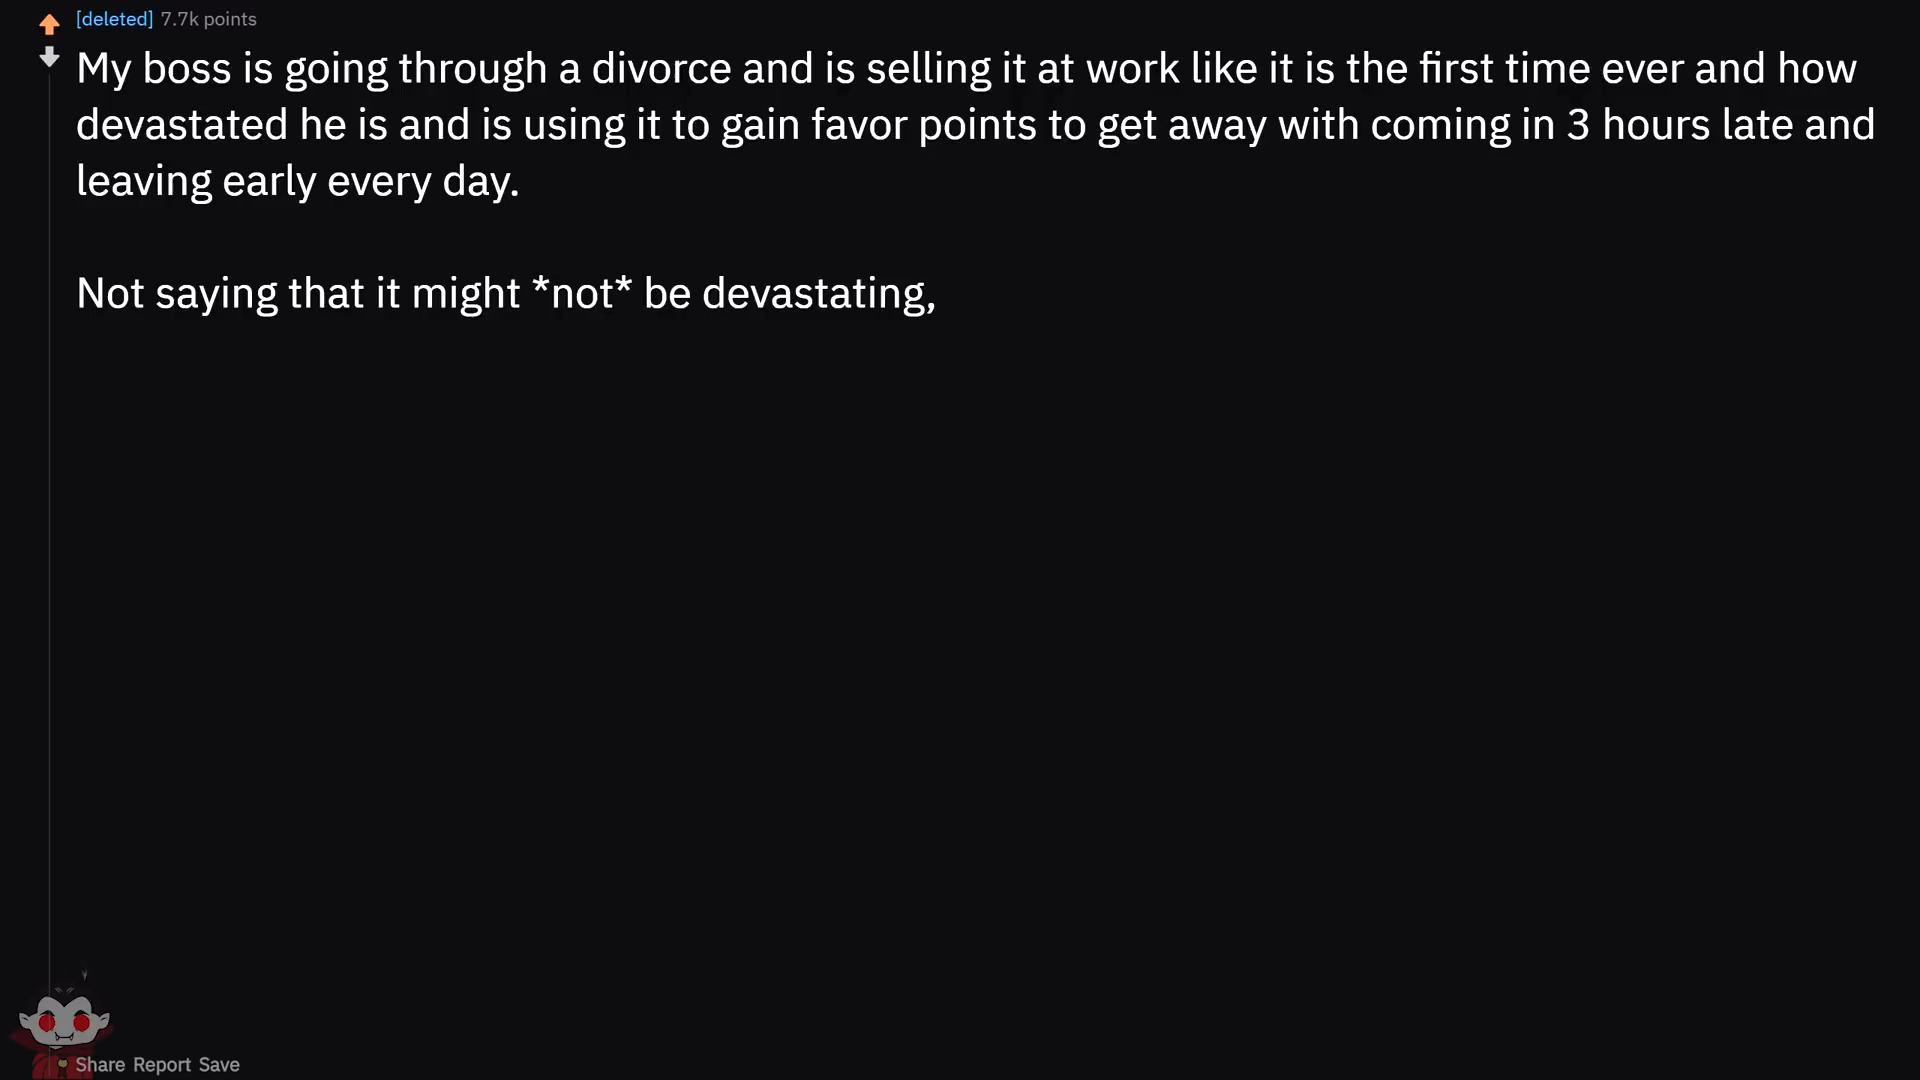 [deleted] 7.7k points
My boss is going through a divorce and is selling it at work like it is the first time ever and how
devastated he is and is using it to gain favor points to get away with coming in 3 hours late and
leaving early every day.
Not saying that it might *not* be devastating,
Share Report Save